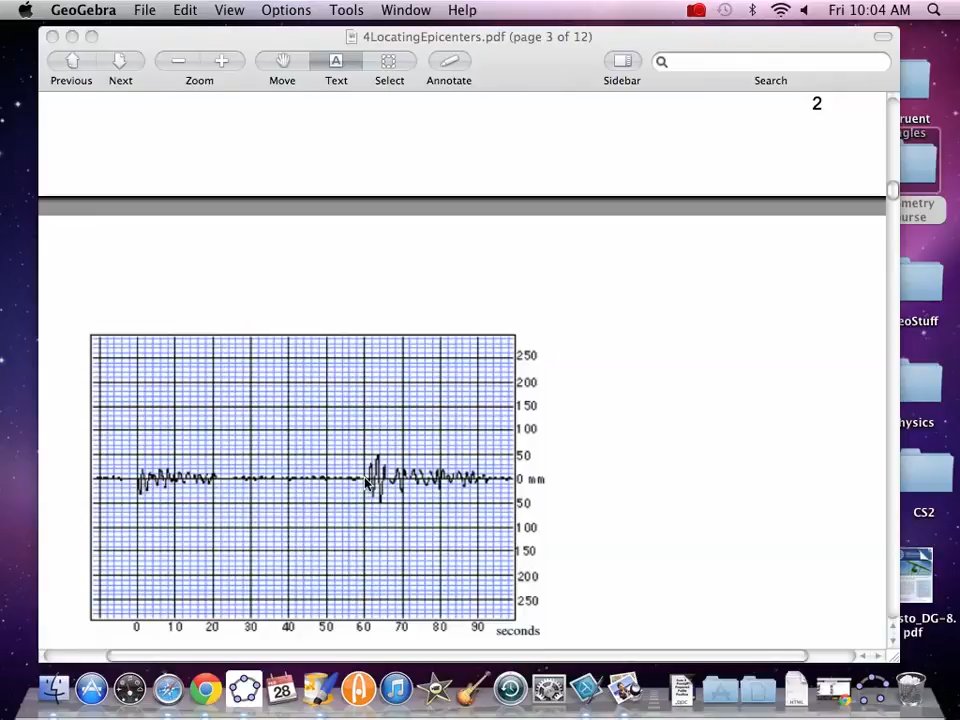 GeoGebra File Edit View Options Tools Window Help Fri 10:04 AM
4LocatingEpicenters.pdf (page 3 of 12)
Previous Next Zoom Move Text Select Annotate Sidebar Search
2
250
200
150
100
50
0 mm
50
100
150
200
250
0 10 20 30 40 50 60 70 80 90 seconds
ruent
gles
metry
urse
eoStuff
hysics
CS2
sto_DG-8.
pdf
FEB
28
HTML